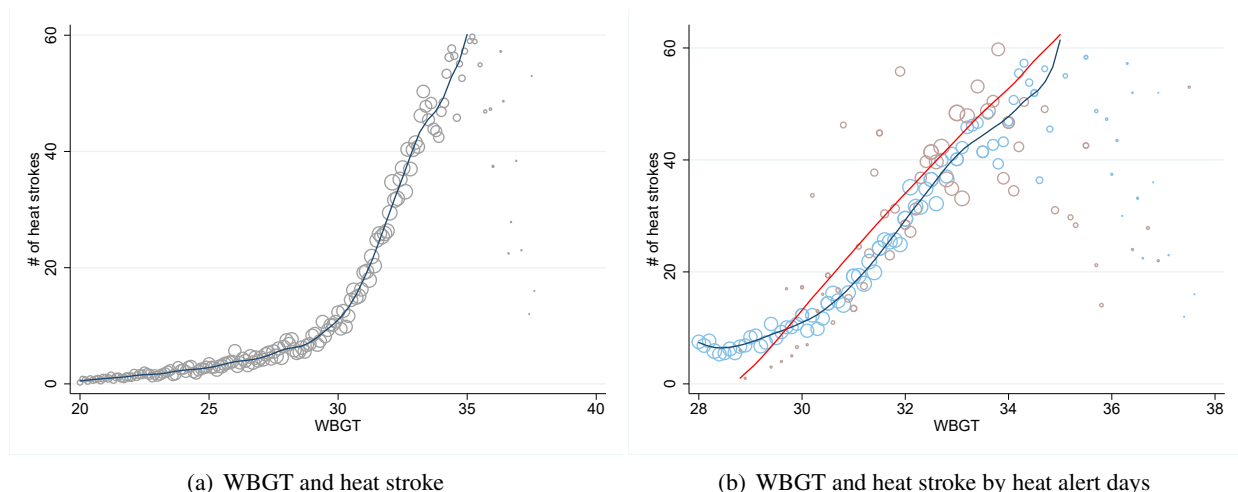 # of heat strokes
60
40
20
0
20 25 30 35 40
WBGT
(a) WBGT and heat stroke
# of heat strokes
60
40
20
0
28 30 32 34 36 38
WBGT
(b) WBGT and heat stroke by heat alert days